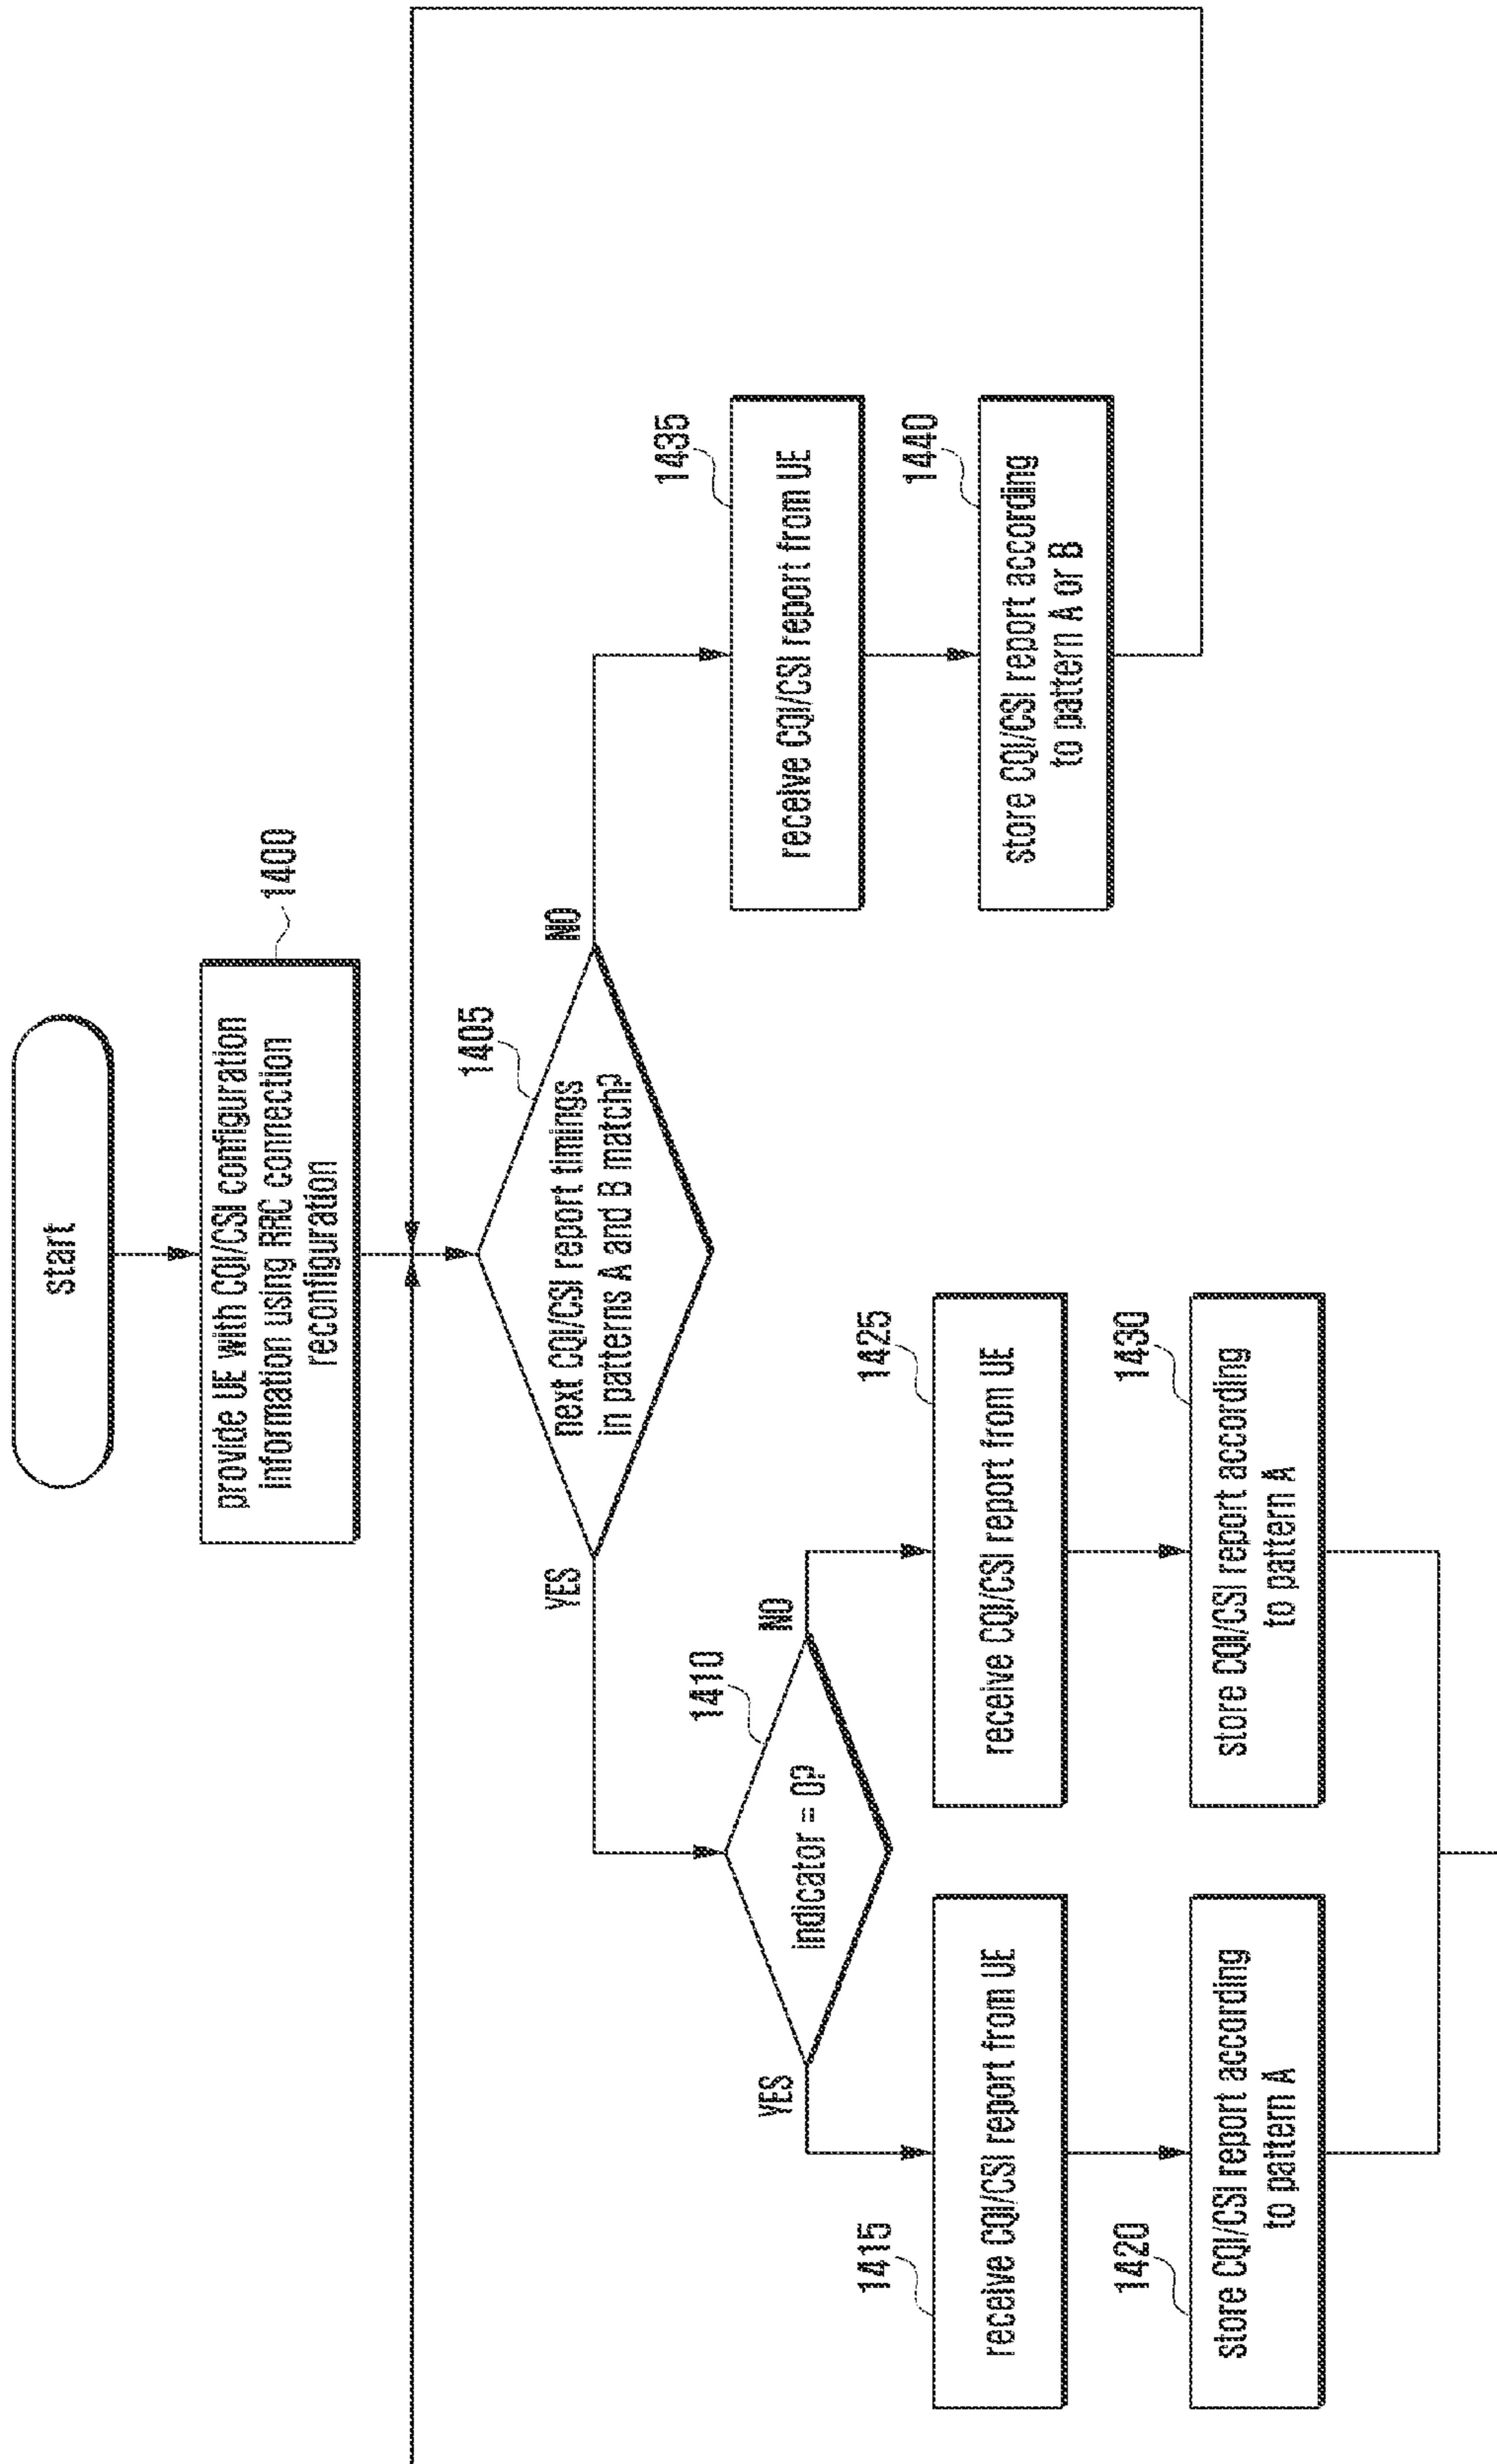 start
1400
provide UE with CQI/CSI configuration
information using RRC connection
reconfiguration
1405
next CQI/CSI report timings
in patterns A and B match?
YES
NO
1410
indicator = 0?
YES
NO
1415
receive CQI/CSI report from UE
1420
store CQI/CSI report according
to pattern A
1425
receive CQI/CSI report from UE
1430
store CQI/CSI report according
to pattern A
1435
receive CQI/CSI report from UE
1440
store CQI/CSI report according
to pattern A or B